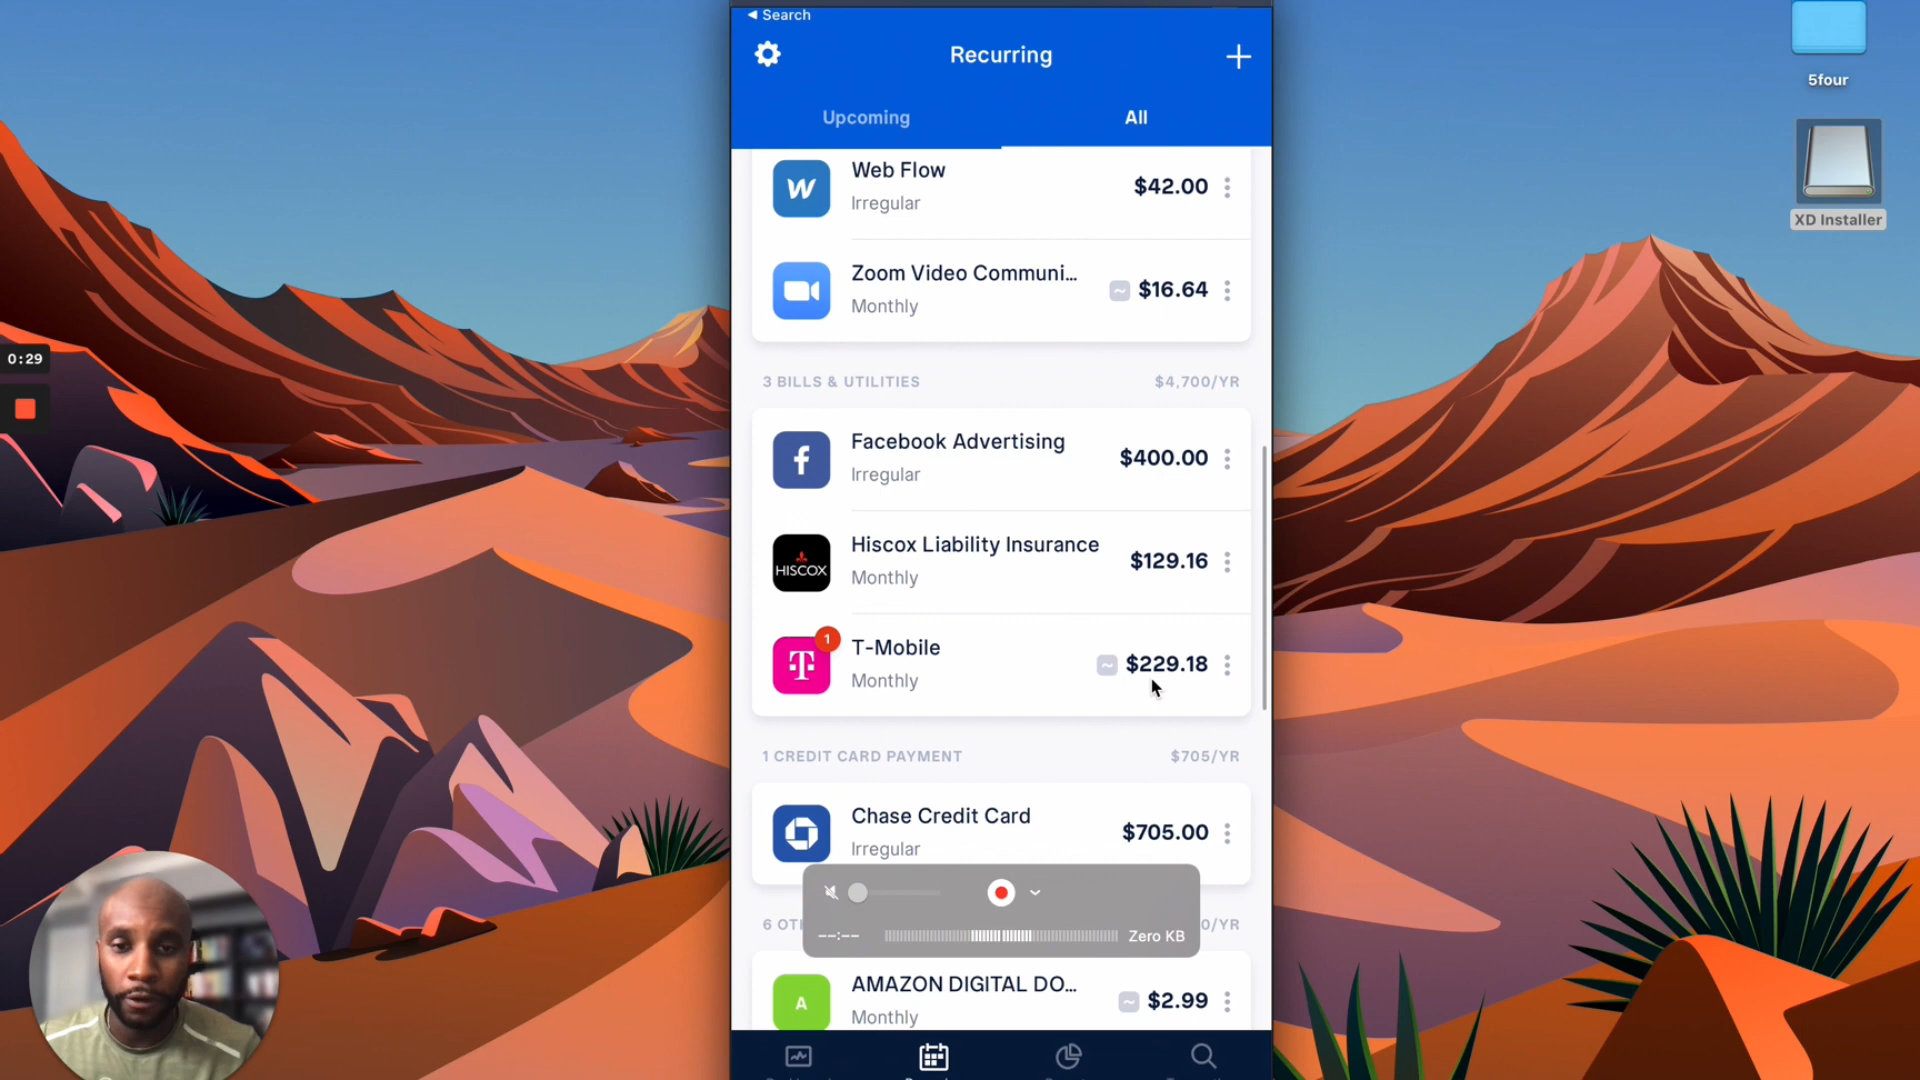 ◀ Search
Recurring
Upcoming
All
5four
XD Installer
0:29
W
Web Flow
Irregular
$42.00
Zoom Video Communi...
Monthly
~ $16.64
3 BILLS & UTILITIES
$4,700/YR
f
Facebook Advertising
Irregular
$400.00
HISCOX
Hiscox Liability Insurance
Monthly
$129.16
1
T
T-Mobile
Monthly
~ $229.18
1 CREDIT CARD PAYMENT
$705/YR
Chase Credit Card
Irregular
$705.00
--:--
Zero KB
A
AMAZON DIGITAL DO...
Monthly
~ $2.99